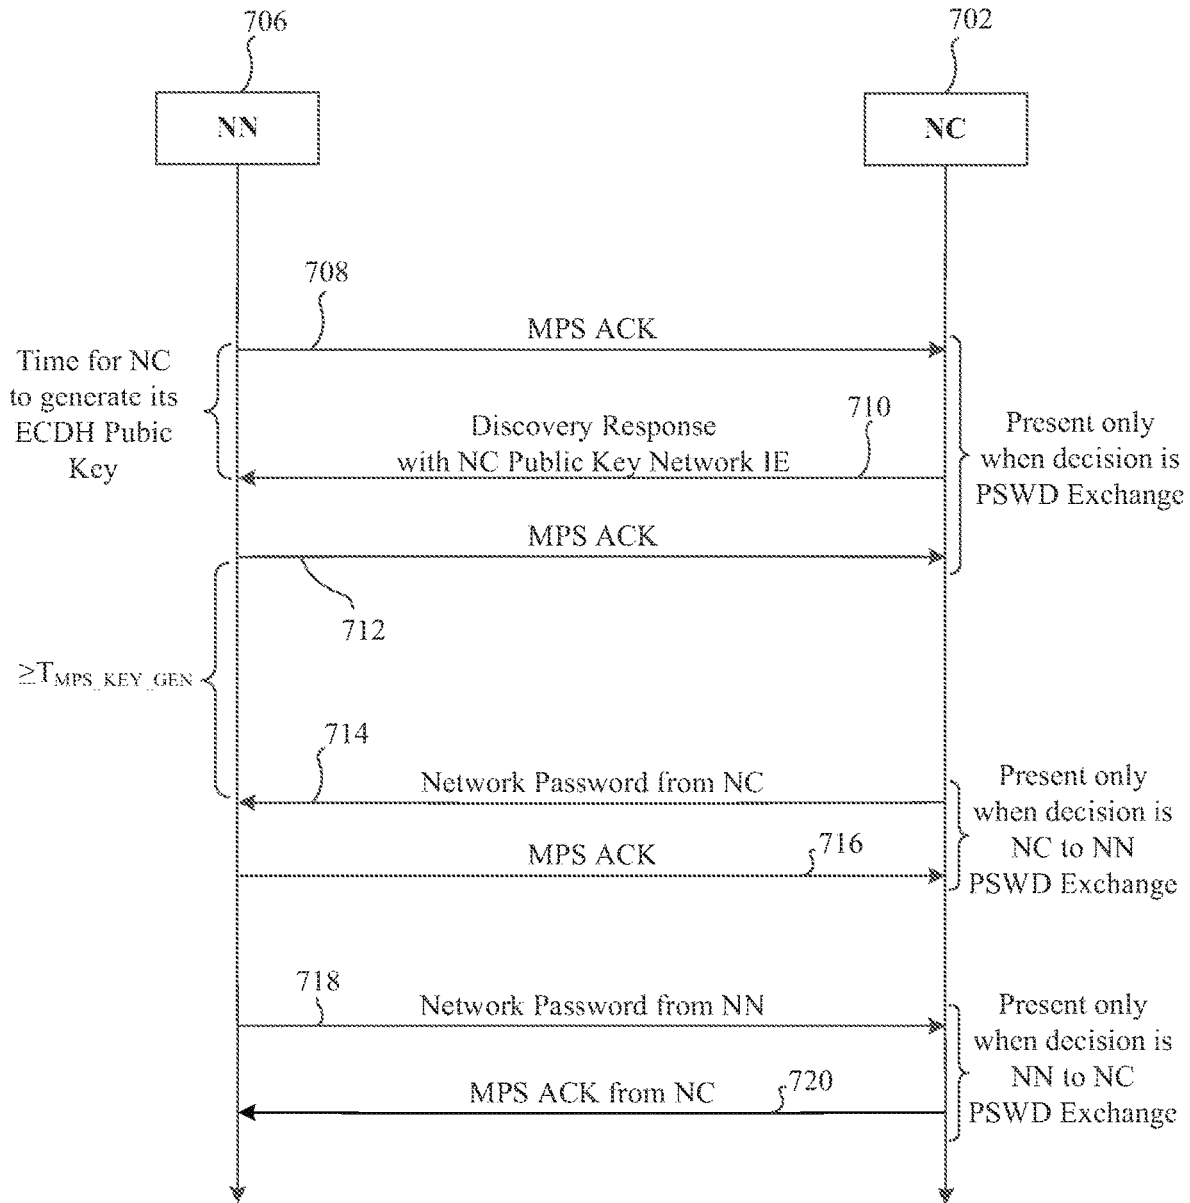 706
702
NN
NC
708
MPS ACK
Time for NC
to generate its
ECDH Pubic
Key
710
Discovery Response
with NC Public Key Network IE
Present only
when decision is
PSWD Exchange
MPS ACK
712
≥TMPS_KEY_GEN
714
Network Password from NC
Present only
when decision is
NC to NN
PSWD Exchange
716
MPS ACK
718
Network Password from NN
Present only
when decision is
NN to NC
PSWD Exchange
720
MPS ACK from NC